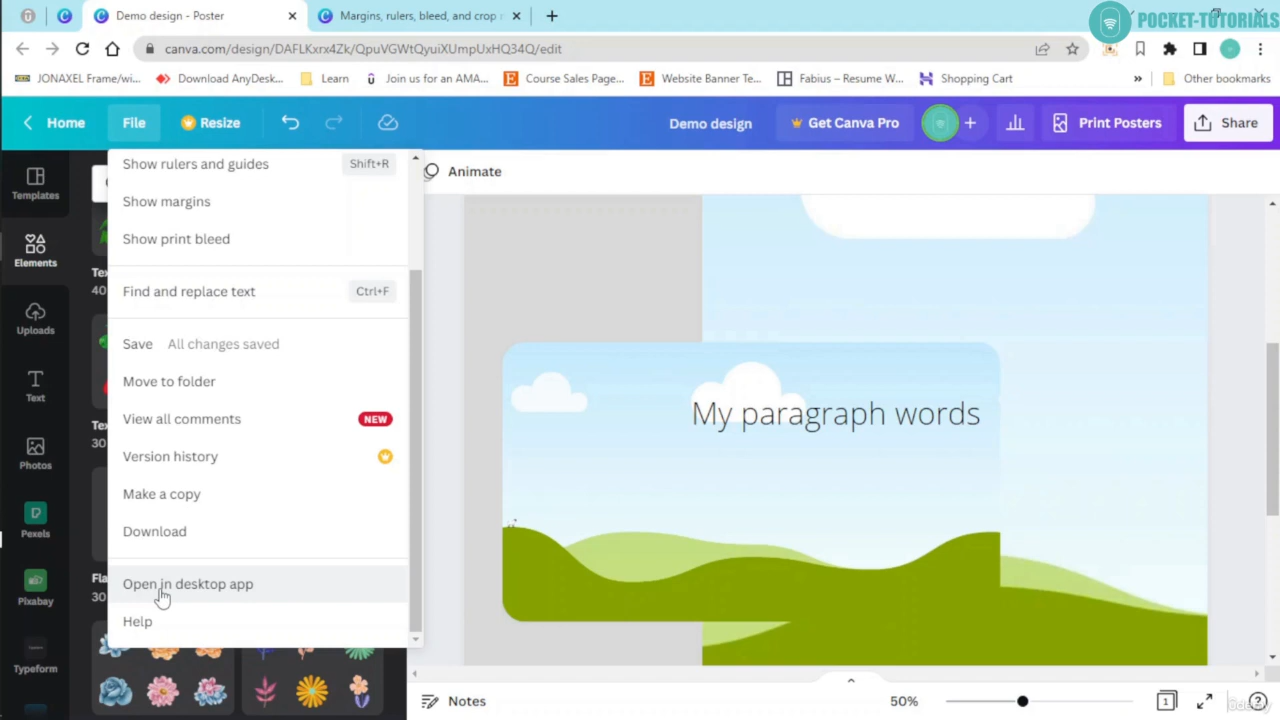 Demo design - Poster
Margins, rulers, bleed, and crop
POCKET-TUTORIALS
canva.com/design/DAFLKxrx4Zk/QpuVGWtQyuiXUmpUxHQ34Q/edit
JONAXEL Frame/wi...
Download AnyDesk...
Learn
Join us for an AMA...
Course Sales Page...
Website Banner Te...
Fabius – Resume W...
Shopping Cart
»
Other bookmarks
Home
File
Resize
Demo design
Get Canva Pro
Print Posters
Share
Templates
Elements
Uploads
Text
Photos
Pexels
Pixabay
Typeform
Show rulers and guides Shift+R
Show margins
Show print bleed
Find and replace text Ctrl+F
Save All changes saved
Move to folder
View all comments NEW
Version history
Make a copy
Download
Open in desktop app
Help
Animate
My paragraph words
Notes
50%
1
?